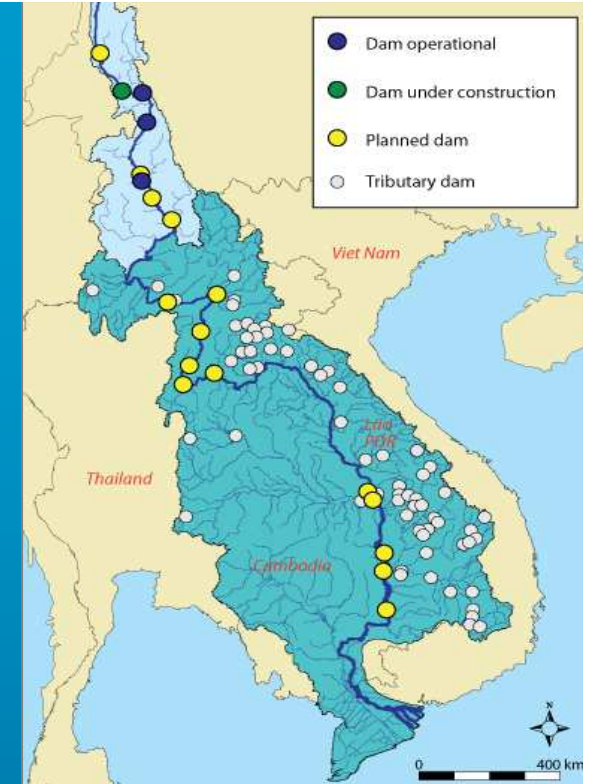 Dam operational
Dam under construction
Planned dam
Tributary dam
Viet Nam
Lao
PDR
Thailand
Cambodia
N
0 400 km